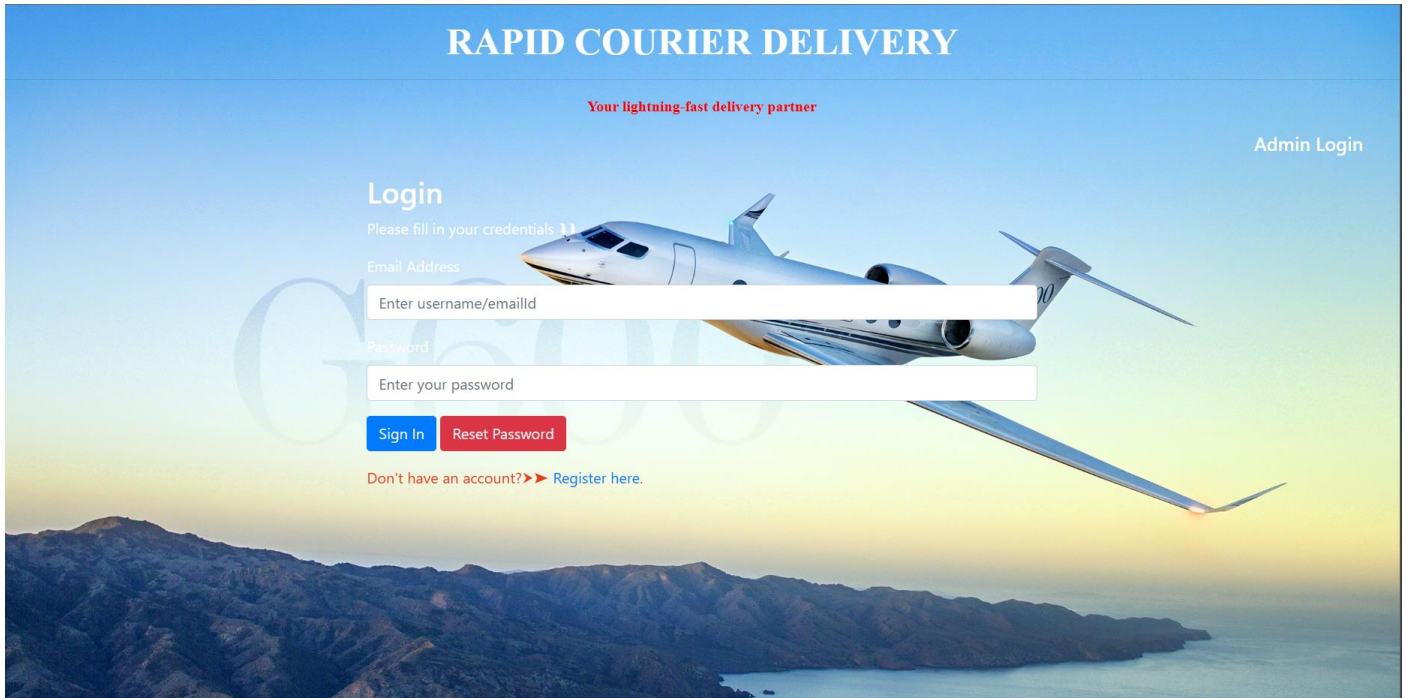 RAPID COURIER DELIVERY
Your lightning-fast delivery partner
Admin Login
Login
Please fill in your credentials ⤵⤵
Email Address
Enter username/emailId
G600
Password
Enter your password
Sign In Reset Password
Don't have an account?➤➤ Register here.